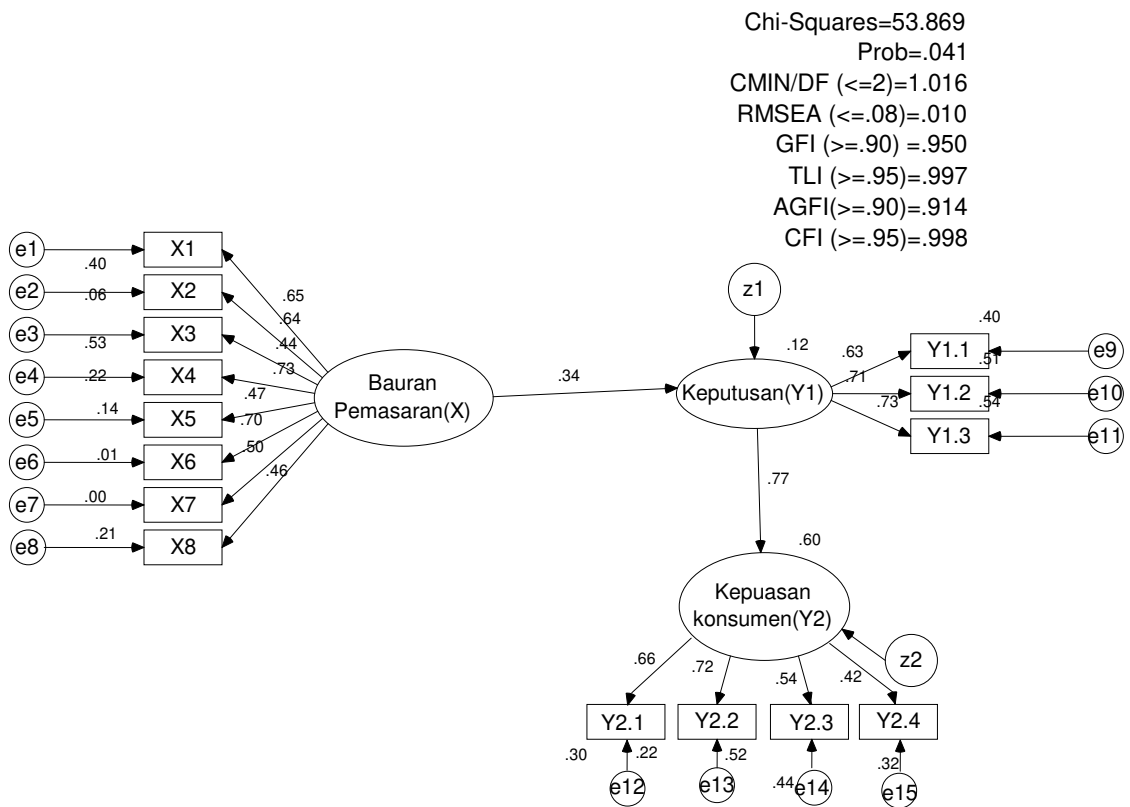 Chi-Squares=53.869
Prob=.041
CMIN/DF (<=2)=1.016
RMSEA (<=.08)=.010
GFI (>=.90) =.950
TLI (>=.95)=.997
AGFI(>=.90)=.914
CFI (>=.95)=.998
e1
.40
X1
e2
.06
X2
e3
.53
X3
e4
.22
X4
e5
.14
X5
e6
.01
X6
e7
.00
X7
e8
.21
X8
.65
.64
.44
.73
.47
.70
.50
.46
Bauran
Pemasaran(X)
.34
z1
.12
Keputusan(Y1)
.63
.71
.73
.40
Y1.1
e9
.51
Y1.2
e10
.54
Y1.3
e11
.77
.60
Kepuasan
konsumen(Y2)
z2
.66
.72
.54
.42
Y2.1
Y2.2
Y2.3
Y2.4
.30
.22
.52
.44
.32
e12
e13
e14
e15